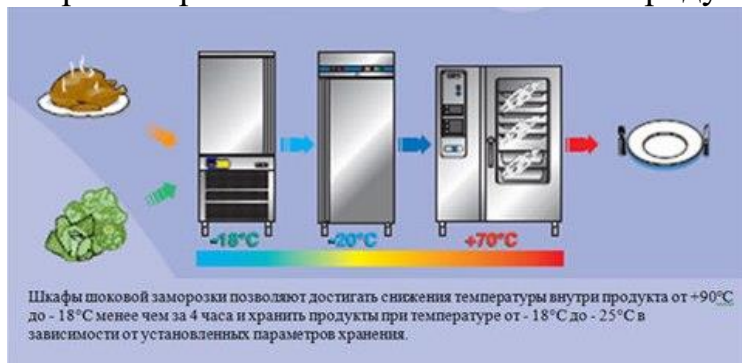 -18°C -20°C +70°C
Шкафы шоковой заморозки позволяют достигать снижения температуры внутри продукта от +90°С
до - 18°С менее чем за 4 часа и хранить продукты при температуре от - 18°С до - 25°С в
зависимости от установленных параметров хранения.